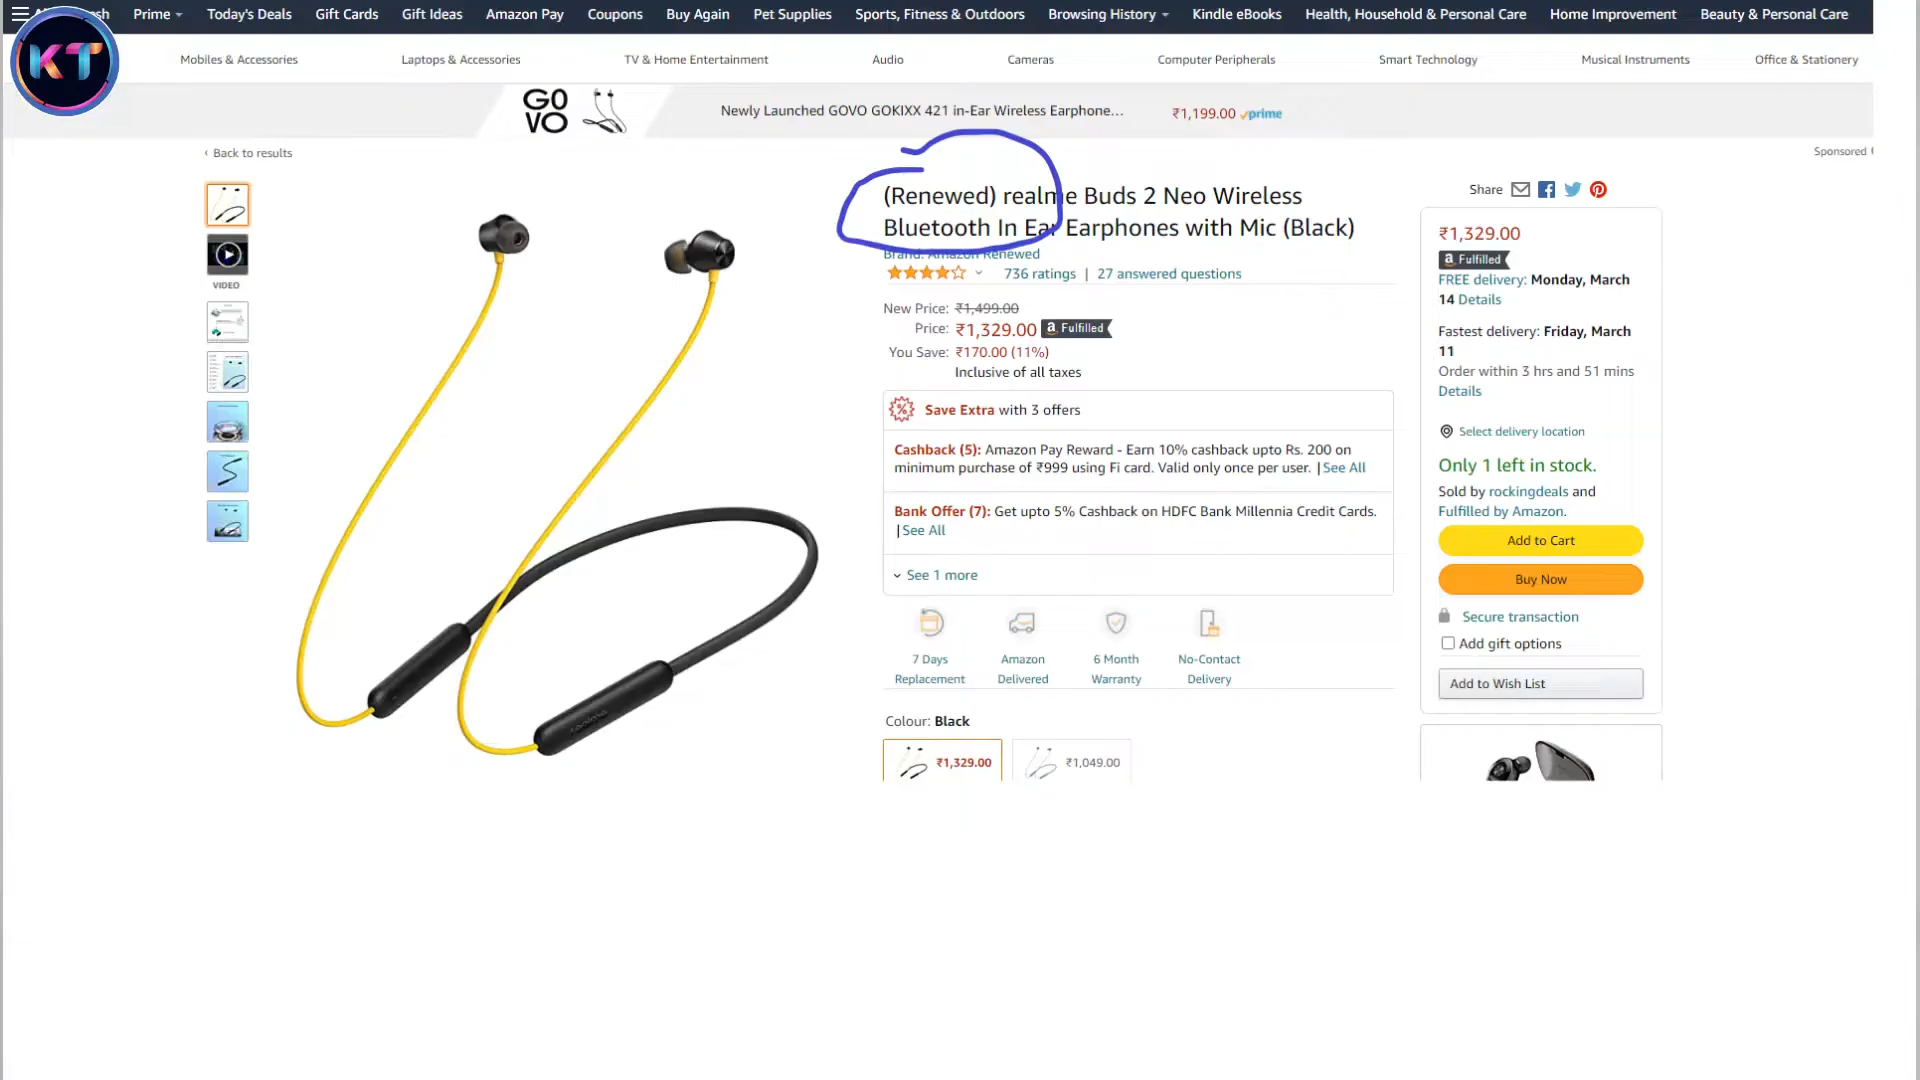 Prime
Today's Deals
Gift Cards
Gift Ideas
Amazon Pay
Coupons
Buy Again
Pet Supplies
Sports, Fitness & Outdoors
Browsing History
Kindle eBooks
Health, Household & Personal Care
Home Improvement
Beauty & Personal Care
KT
Mobiles & Accessories
Laptops & Accessories
TV & Home Entertainment
Audio
Cameras
Computer Peripherals
Smart Technology
Musical Instruments
Office & Stationery
GO
VO
Newly Launched GOVO GOKIXX 421 in-Ear Wireless Earphone...
₹1,199.00 prime
‹ Back to results
Sponsored
VIDEO
(Renewed) realme Buds 2 Neo Wireless
Bluetooth In Ear Earphones with Mic (Black)
Brand: Amazon Renewed
736 ratings | 27 answered questions
New Price: ₹1,499.00
Price: ₹1,329.00 a Fulfilled
You Save: ₹170.00 (11%)
Inclusive of all taxes
Save Extra with 3 offers
Cashback (5): Amazon Pay Reward - Earn 10% cashback upto Rs. 200 on
minimum purchase of ₹999 using Fi card. Valid only once per user. | See All
Bank Offer (7): Get upto 5% Cashback on HDFC Bank Millennia Credit Cards.
| See All
See 1 more
7 Days
Replacement
Amazon
Delivered
6 Month
Warranty
No-Contact
Delivery
Colour: Black
₹1,329.00
₹1,049.00
Share
₹1,329.00
a Fulfilled
FREE delivery: Monday, March
14 Details
Fastest delivery: Friday, March
11
Order within 3 hrs and 51 mins
Details
Select delivery location
Only 1 left in stock.
Sold by rockingdeals and
Fulfilled by Amazon.
Add to Cart
Buy Now
Secure transaction
Add gift options
Add to Wish List